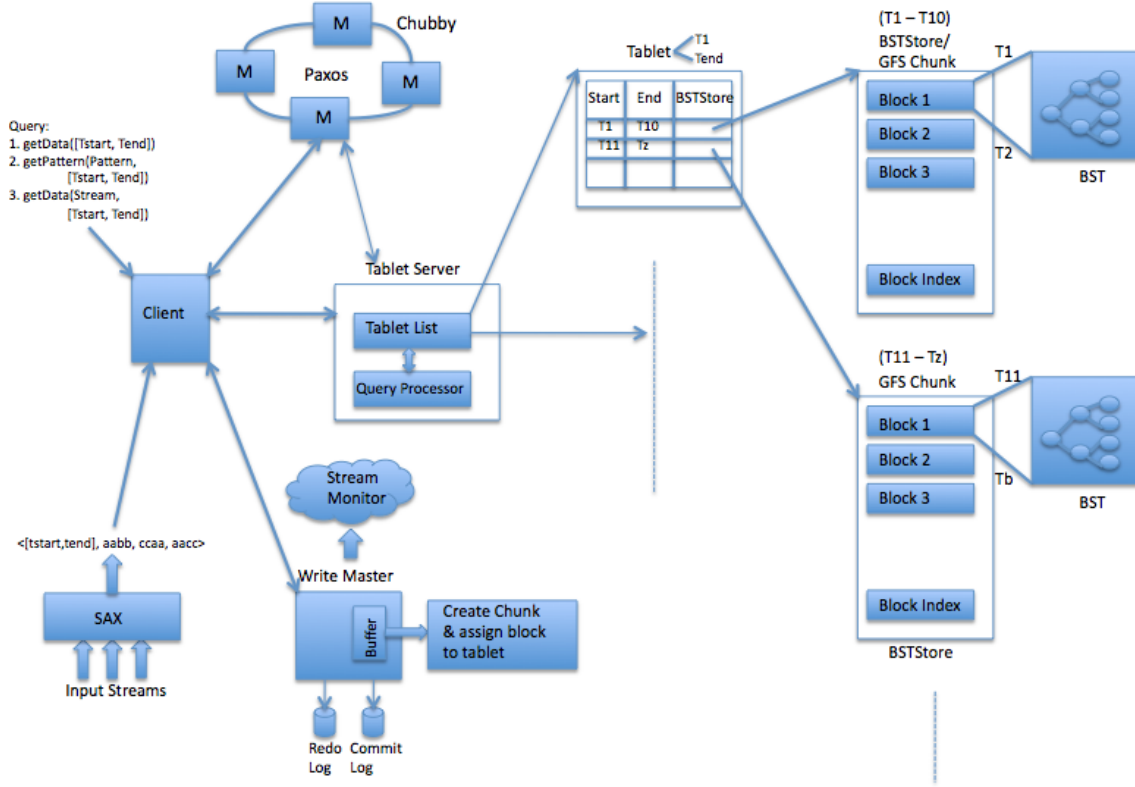 M
Chubby
M
Paxos
M
M
Query:
1. getData([Tstart, Tend])
2. getPattern(Pattern,
[Tstart, Tend])
3. getData(Stream,
[Tstart, Tend])
Client
Tablet Server
Tablet List
Query Processor
Stream
Monitor
Write Master
Buffer
Create Chunk
& assign block
to tablet
Redo
Log
Commit
Log
<[tstart,tend], aabb, ccaa, aacc>
SAX
Input Streams
Tablet
T1
Tend
Start End BSTStore
T1 T10
T11 Tz
(T1 – T10)
BSTStore/
GFS Chunk
Block 1
Block 2
Block 3
Block Index
T1
T2
BST
(T11 – Tz)
GFS Chunk
Block 1
Block 2
Block 3
Block Index
BSTStore
T11
Tb
BST